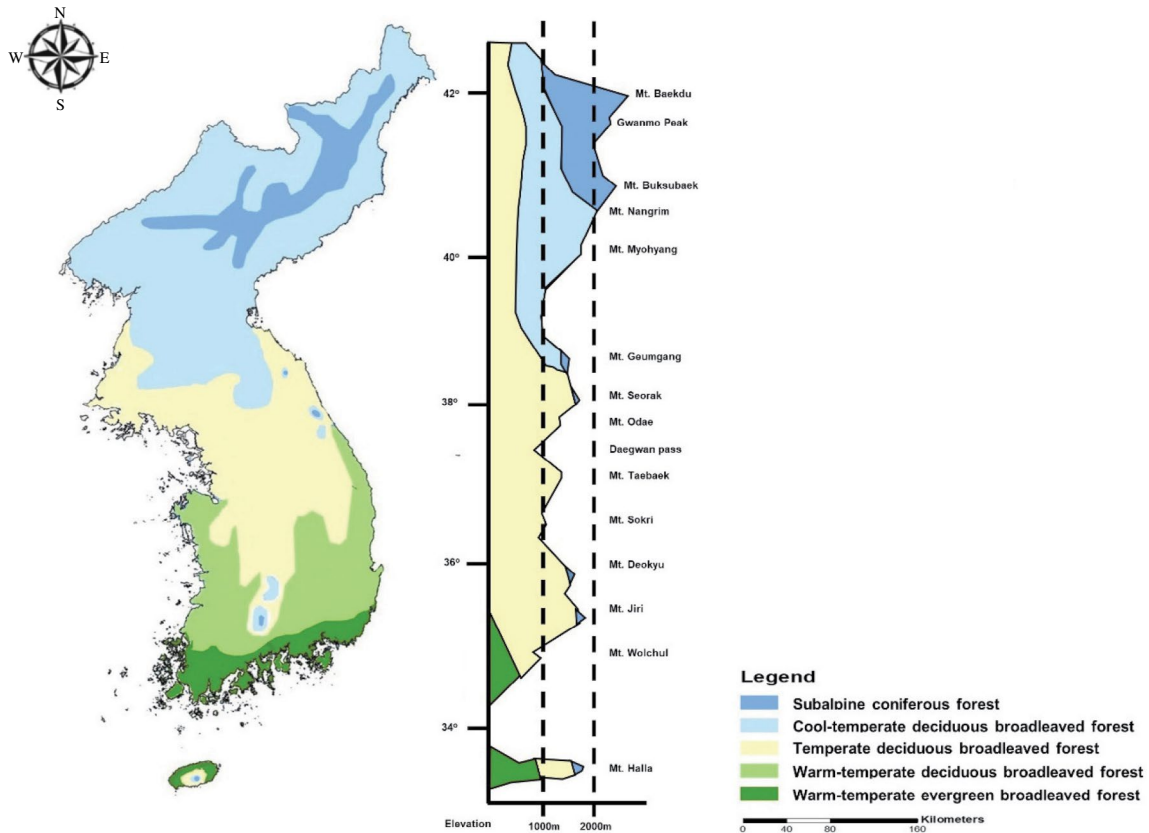 N
W E
S
42°
40°
38°
36°
34°
Mt. Baekdu
Gwanmo Peak
Mt. Buksubaek
Mt. Nangrim
Mt. Myohyang
Mt. Geumgang
Mt. Seorak
Mt. Odae
Daegwan pass
Mt. Taebaek
Mt. Sokri
Mt. Deokyu
Mt. Jiri
Mt. Wolchul
Mt. Halla
Elevation 1000m 2000m
Legend
Subalpine coniferous forest
Cool-temperate deciduous broadleaved forest
Temperate deciduous broadleaved forest
Warm-temperate deciduous broadleaved forest
Warm-temperate evergreen broadleaved forest
Kilometers
0 40 80 160